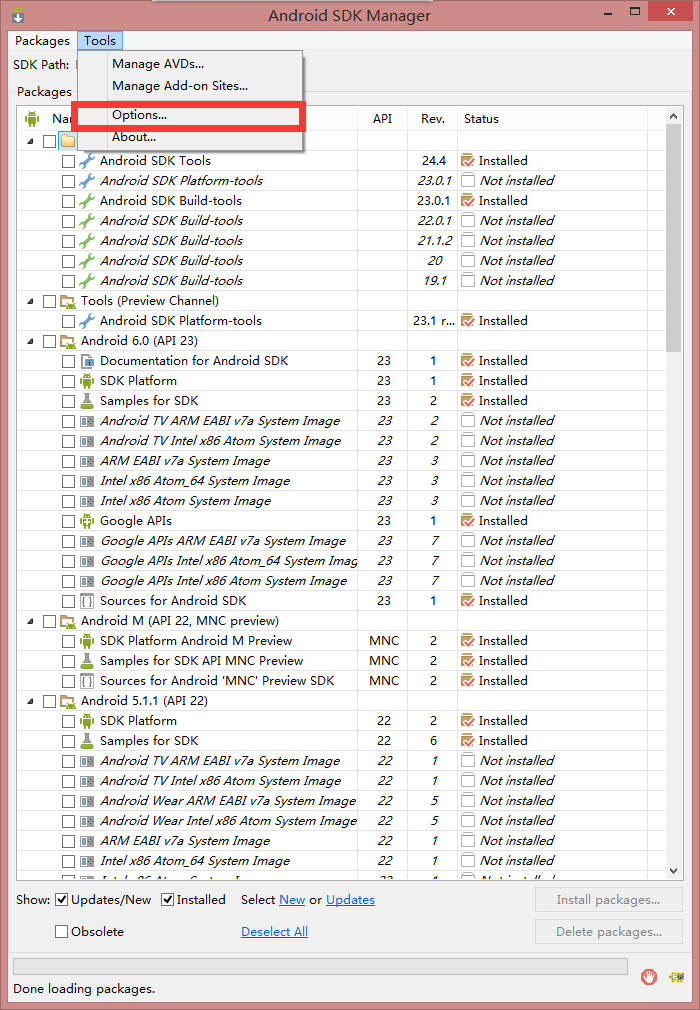 Android SDK Manager
Packages Tools
Manage AVDs...
SDK Path:
Manage Add-on Sites...
Packages
Options...
API Rev. Status
About...
Android SDK Tools 24.4 Installed
Android SDK Platform-tools 23.0.1 Not installed
Android SDK Build-tools 23.0.1 Installed
Android SDK Build-tools 22.0.1 Not installed
Android SDK Build-tools 21.1.2 Not installed
Android SDK Build-tools 20 Not installed
Android SDK Build-tools 19.1 Not installed
Tools (Preview Channel)
Android SDK Platform-tools 23.1 r... Installed
Android 6.0 (API 23)
Documentation for Android SDK 23 1 Installed
SDK Platform 23 1 Installed
Samples for SDK 23 2 Installed
Android TV ARM EABI v7a System Image 23 2 Not installed
Android TV Intel x86 Atom System Image 23 2 Not installed
ARM EABI v7a System Image 23 3 Not installed
Intel x86 Atom_64 System Image 23 3 Not installed
Intel x86 Atom System Image 23 3 Not installed
Google APIs 23 1 Installed
Google APIs ARM EABI v7a System Image 23 7 Not installed
Google APIs Intel x86 Atom_64 System Imag 23 7 Not installed
Google APIs Intel x86 Atom System Image 23 7 Not installed
Sources for Android SDK 23 1 Installed
Android M (API 22, MNC preview)
SDK Platform Android M Preview MNC 2 Installed
Samples for SDK API MNC Preview MNC 2 Installed
Sources for Android 'MNC' Preview SDK MNC 2 Installed
Android 5.1.1 (API 22)
SDK Platform 22 2 Installed
Samples for SDK 22 6 Installed
Android TV ARM EABI v7a System Image 22 1 Not installed
Android TV Intel x86 Atom System Image 22 1 Not installed
Android Wear ARM EABI v7a System Image 22 5 Not installed
Android Wear Intel x86 Atom System Image 22 5 Not installed
ARM EABI v7a System Image 22 1 Not installed
Intel x86 Atom_64 System Image 22 1 Not installed
Show: Updates/New Installed Select New or Updates Install packages...
Obsolete Deselect All Delete packages...
Done loading packages.